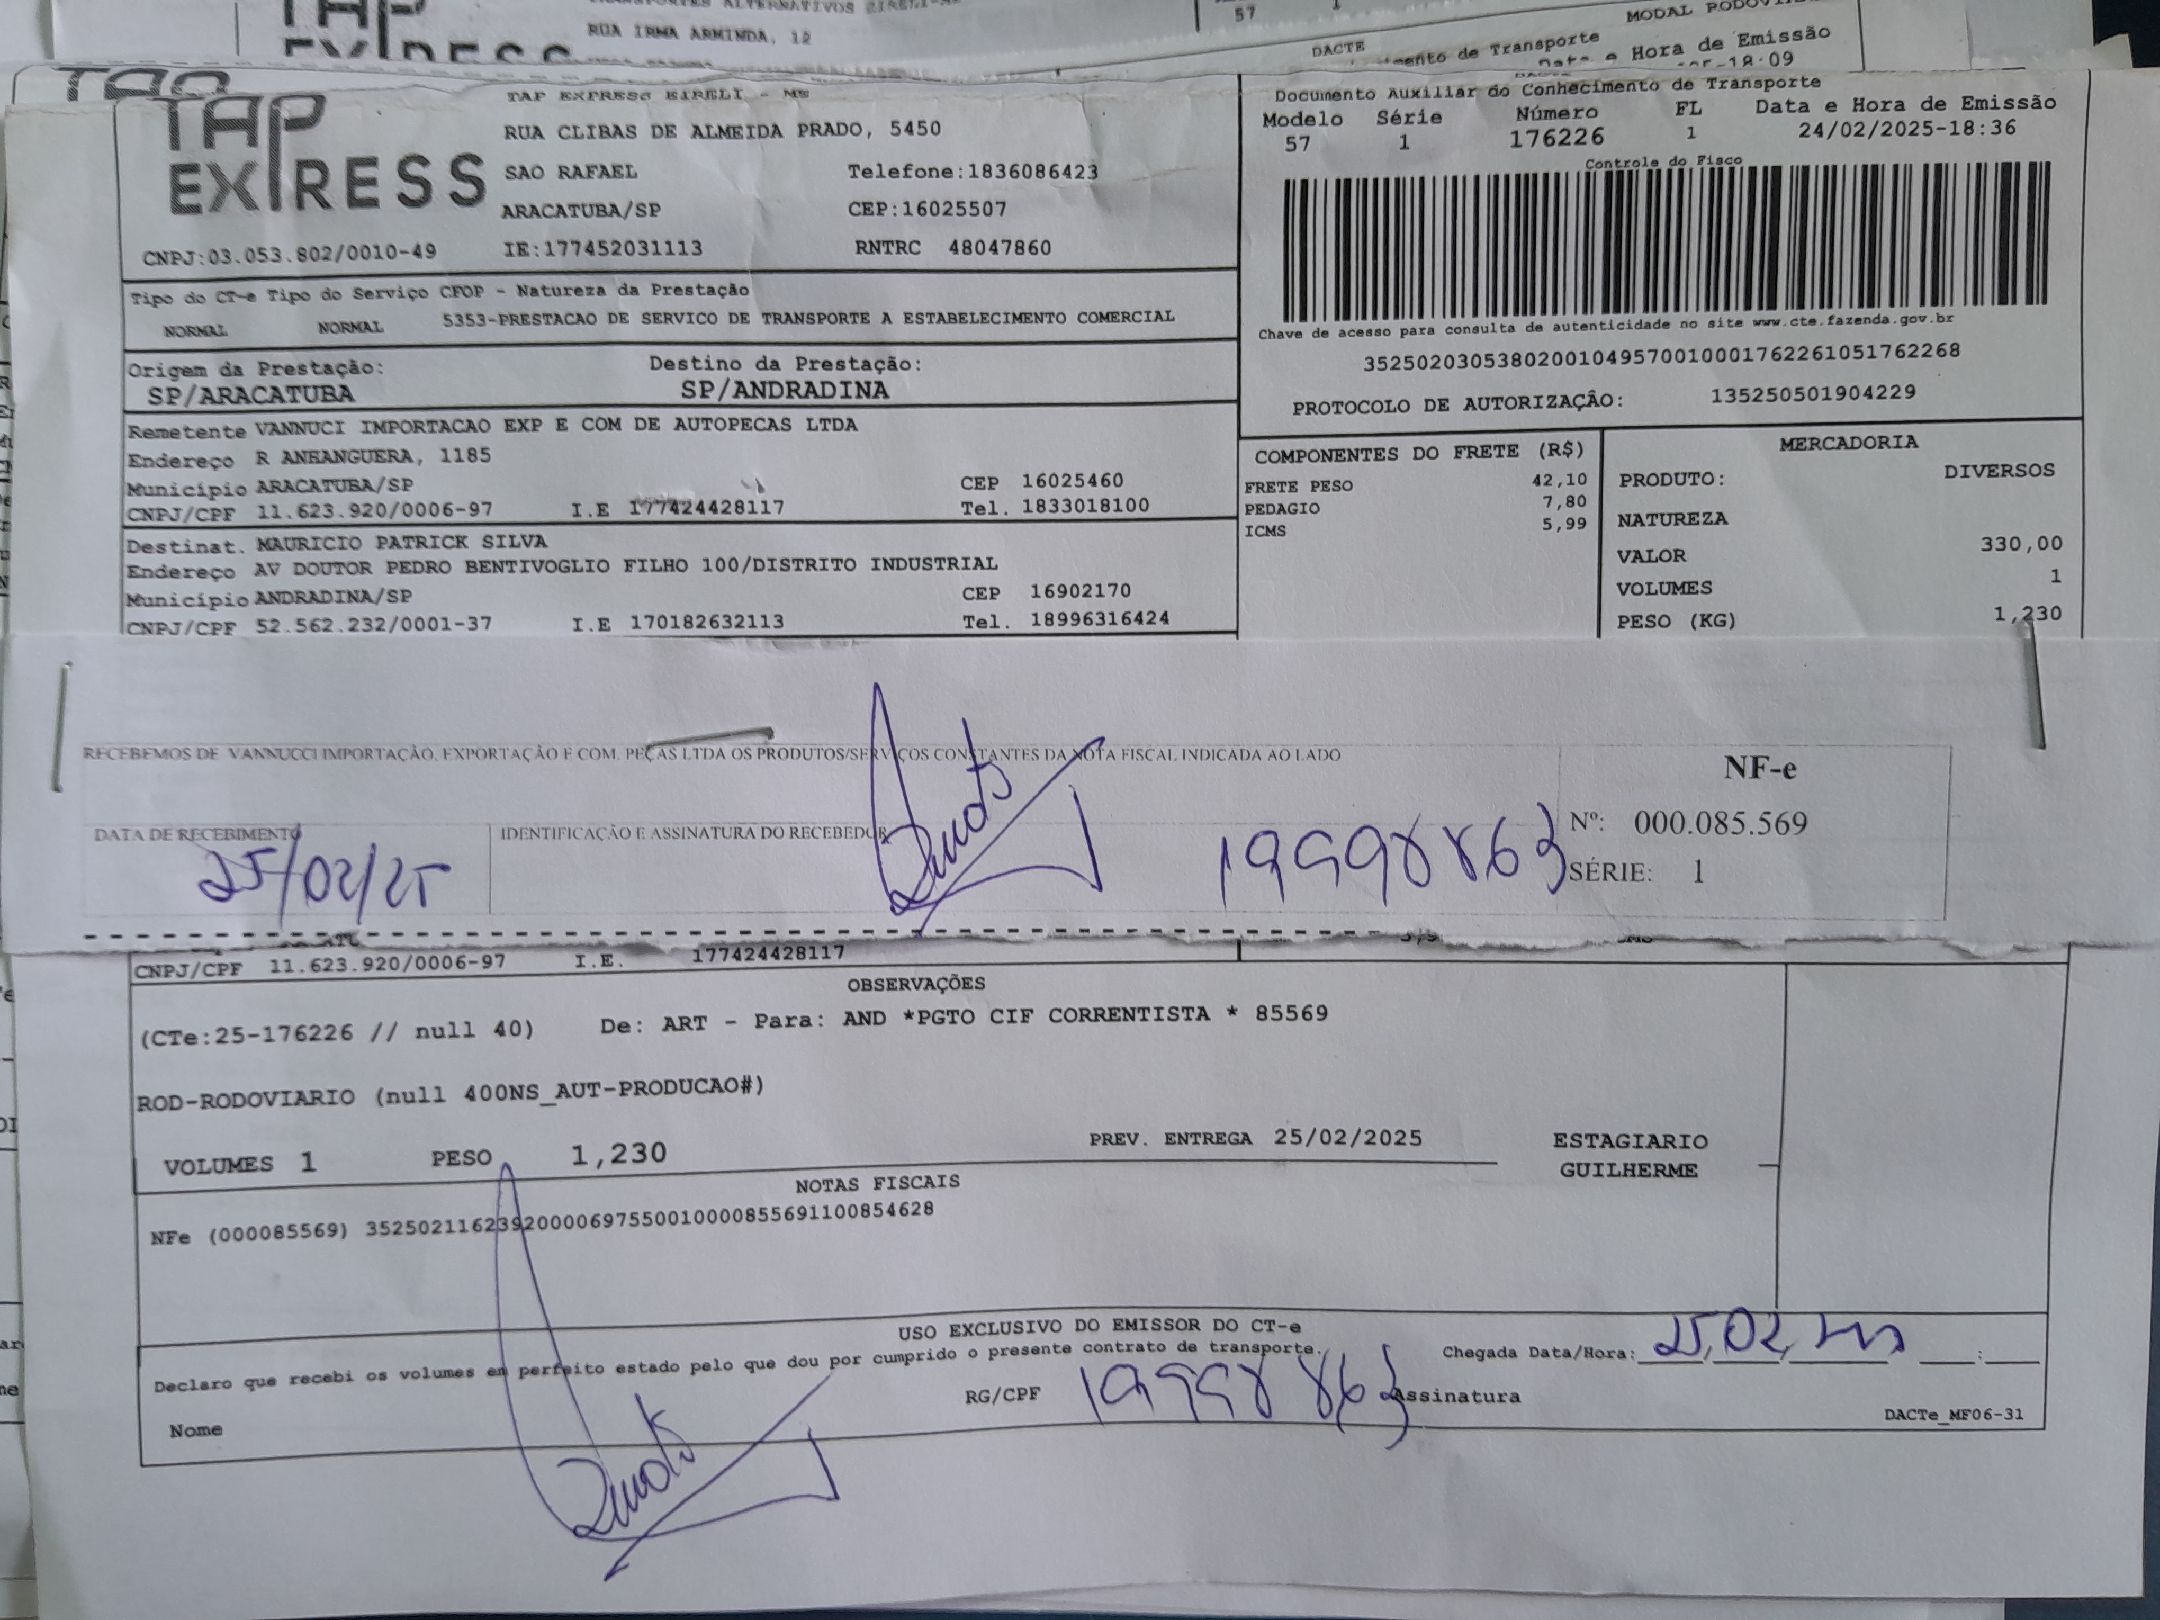 RUA IRMA ARMINDA, 12
57
DACTE
Hora de Emissão
TAP EXPRESS
TAP EXPRESS EIRELI - ME
RUA CLIBAS DE ALMEIDA PRADO, 5450
SAO RAFAEL Telefone:1836086423
ARACATUBA/SP CEP:16025507
CNPJ:03.053.802/0010-49 IE:177452031113 RNTRC 48047860
Documento Auxiliar do Conhecimento de Transporte
Modelo Série Número FL Data e Hora de Emissão
57 1 176226 1 24/02/2025-18:36
Controle do Fisco
Chave de acesso para consulta de autenticidade no site www.cte.fazenda.gov.br
35250203053802001049570010001762261051762268
PROTOCOLO DE AUTORIZAÇÂO: 135250501904229
Tipo do CT-e Tipo do Serviço CFOP - Natureza da Prestação
NORMAL NORMAL 5353-PRESTACAO DE SERVICO DE TRANSPORTE A ESTABELECIMENTO COMERCIAL
Origem da Prestação: Destino da Prestação:
SP/ARACATUBA SP/ANDRADINA
Remetente VANNUCI IMPORTACAO EXP E COM DE AUTOPECAS LTDA
Endereço R ANHANGUERA, 1185
Município ARACATUBA/SP CEP 16025460
CNPJ/CPF 11.623.920/0006-97 I.E 177424428117 Tel. 1833018100
Destinat. MAURICIO PATRICK SILVA
Endereço AV DOUTOR PEDRO BENTIVOGLIO FILHO 100/DISTRITO INDUSTRIAL
Município ANDRADINA/SP CEP 16902170
CNPJ/CPF 52.562.232/0001-37 I.E 170182632113 Tel. 18996316424
COMPONENTES DO FRETE (R$)
FRETE PESO 42,10
PEDAGIO 7,80
ICMS 5,99
MERCADORIA
PRODUTO: DIVERSOS
NATUREZA
VALOR 330,00
VOLUMES 1
PESO (KG) 1,230
RECEBEMOS DE VANNUCCI IMPORTAÇÃO, EXPORTAÇÃO E COM. PEÇAS LTDA OS PRODUTOS/SERVIÇOS CONSTANTES DA NOTA FISCAL INDICADA AO LADO
DATA DE RECEBIMENTO IDENTIFICAÇÃO E ASSINATURA DO RECEBEDOR
25/02/25
NF-e
Nº: 000.085.569
SÉRIE: 1
CNPJ/CPF 11.623.920/0006-97 I.E. 177424428117
OBSERVAÇÕES
(CTe:25-176226 // null 40) De: ART - Para: AND *PGTO CIF CORRENTISTA * 85569
ROD-RODOVIARIO (null 400NS_AUT-PRODUCAO#)
VOLUMES 1 PESO 1,230 PREV. ENTREGA 25/02/2025
ESTAGIARIO
GUILHERME
NOTAS FISCAIS
NFe (000085569) 35250211623920000697550010000855691100854628
USO EXCLUSIVO DO EMISSOR DO CT-e
Declaro que recebi os volumes em perfeito estado pelo que dou por cumprido o presente contrato de transporte.
Chegada Data/Hora:
Nome RG/CPF Assinatura
DACTe_MF06-31